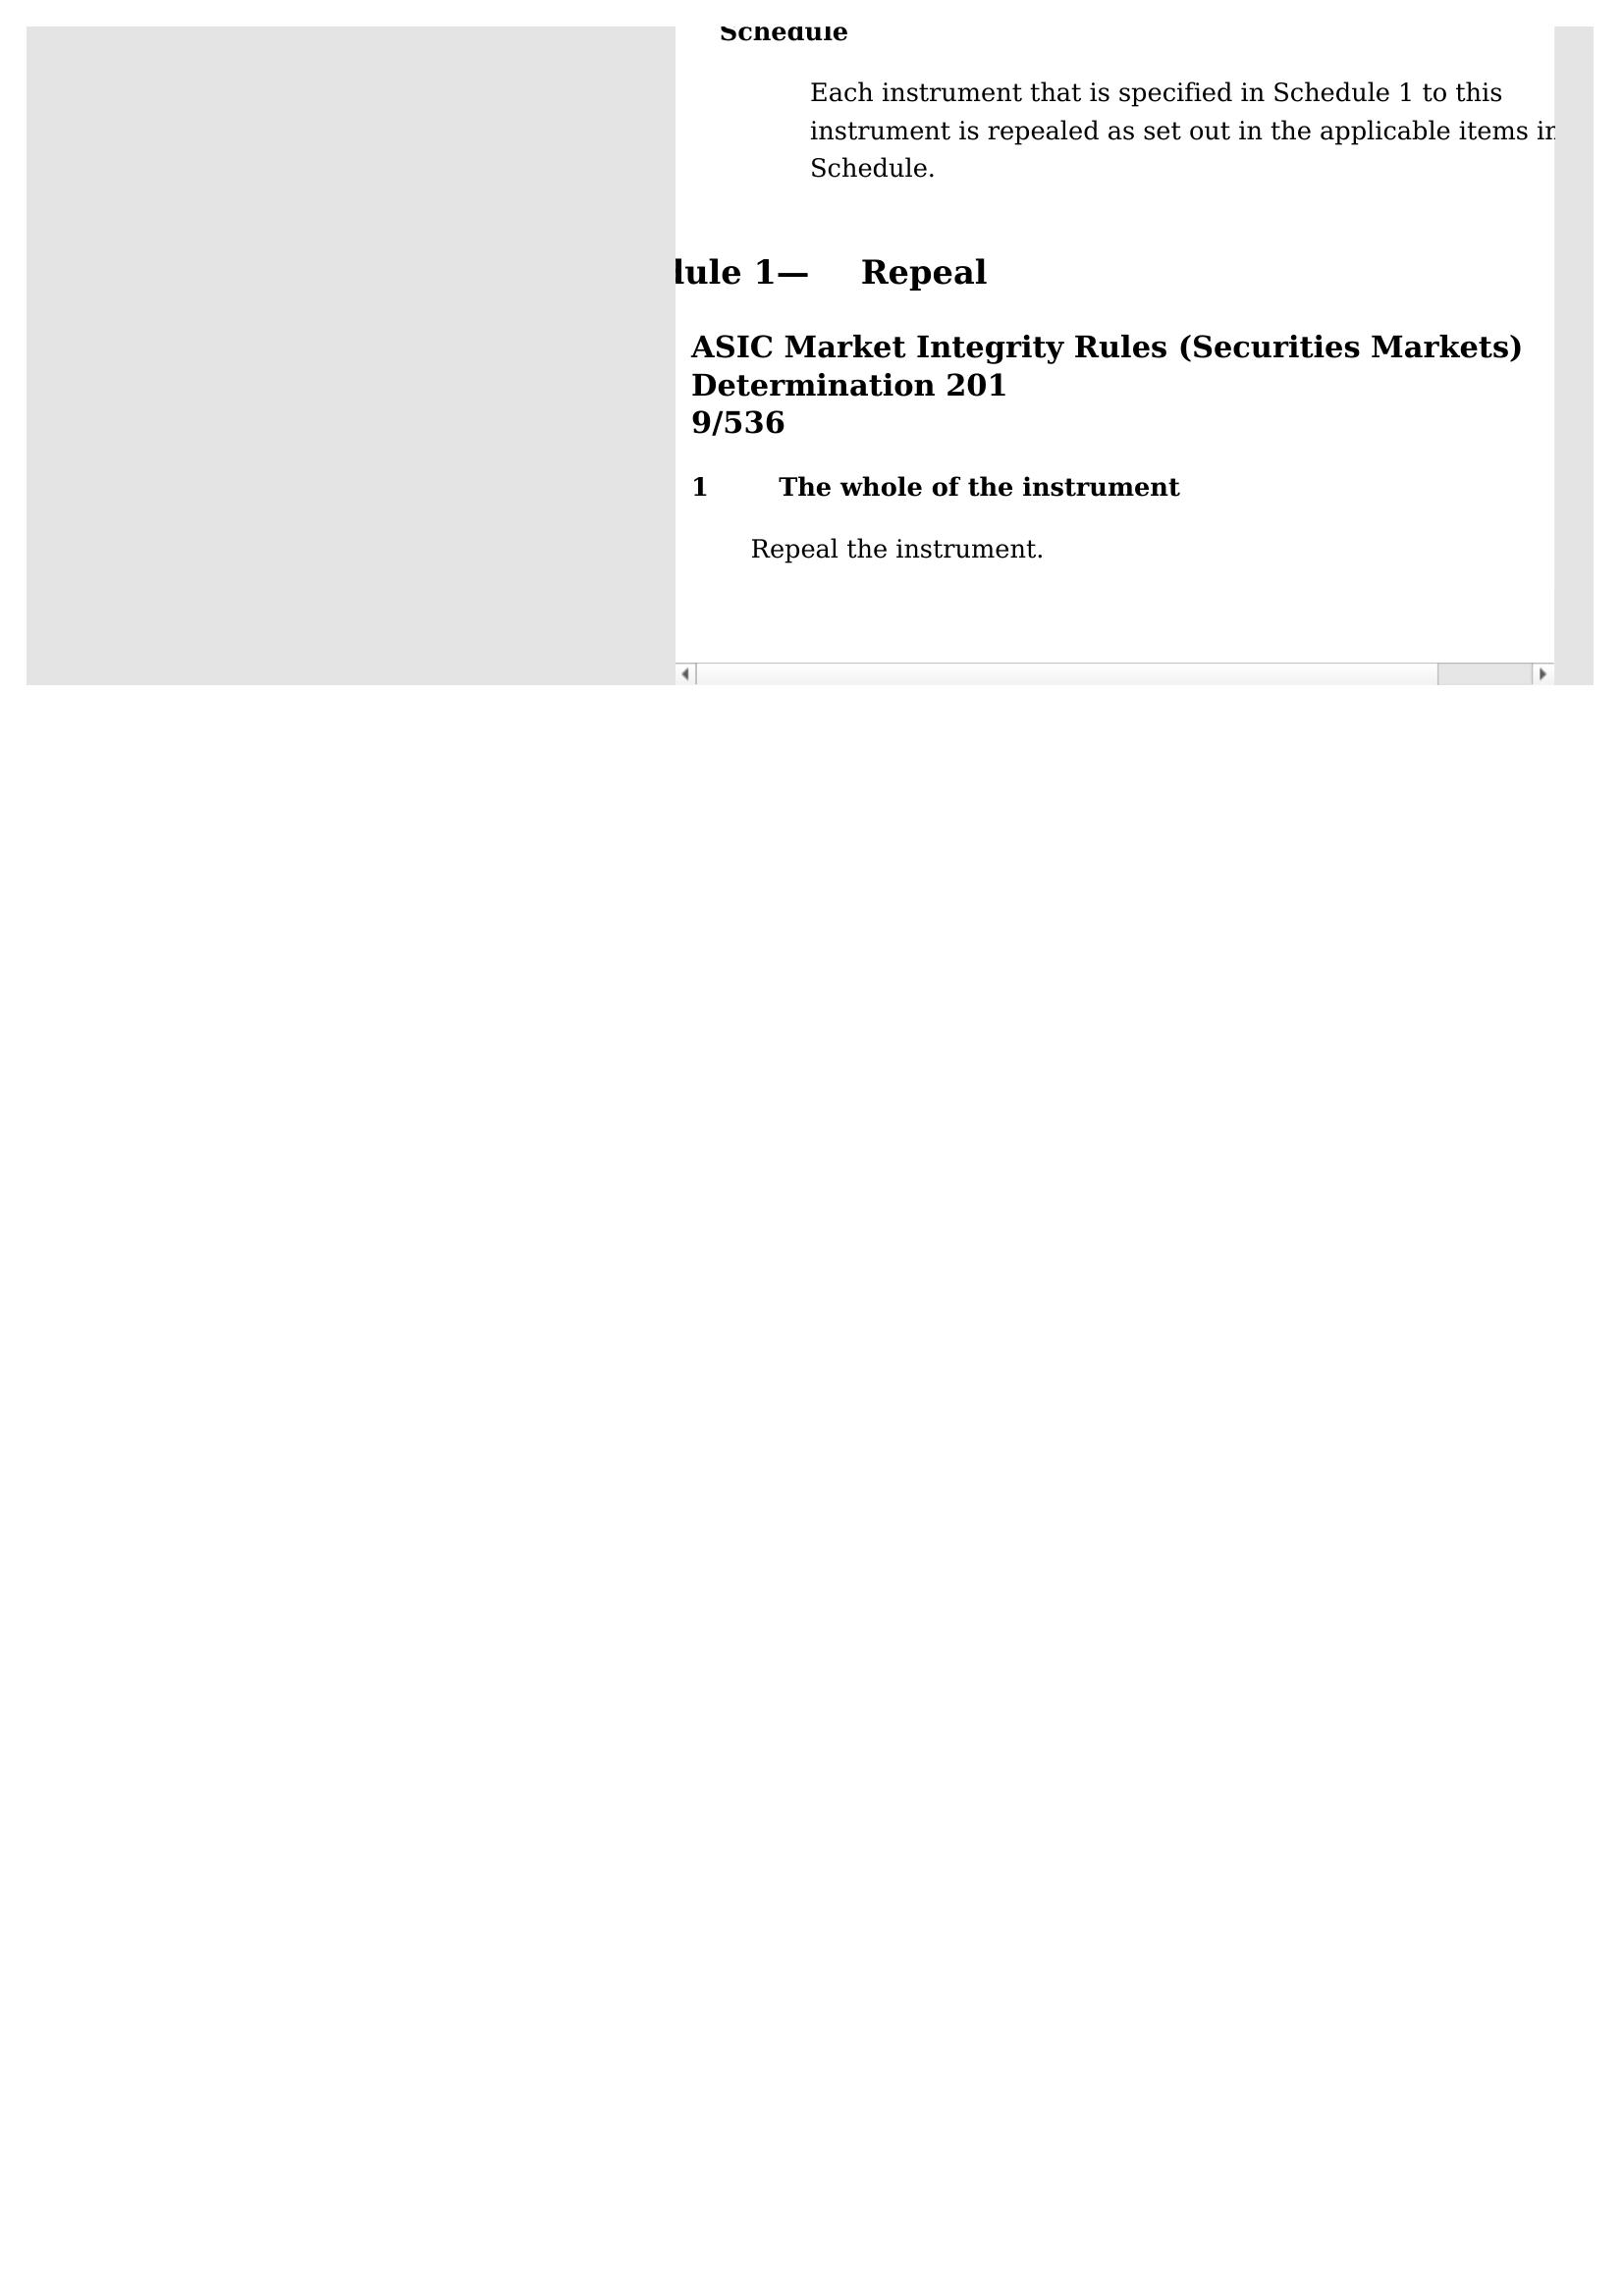 Schedule
Each instrument that is specified in Schedule 1 to this
instrument is repealed as set out in the applicable items
Schedule.
1— Repeal
ASIC Market Integrity Rules (Securities Markets)
Determination 201
9/536
1 The whole of the instrument
Repeal the instrument.